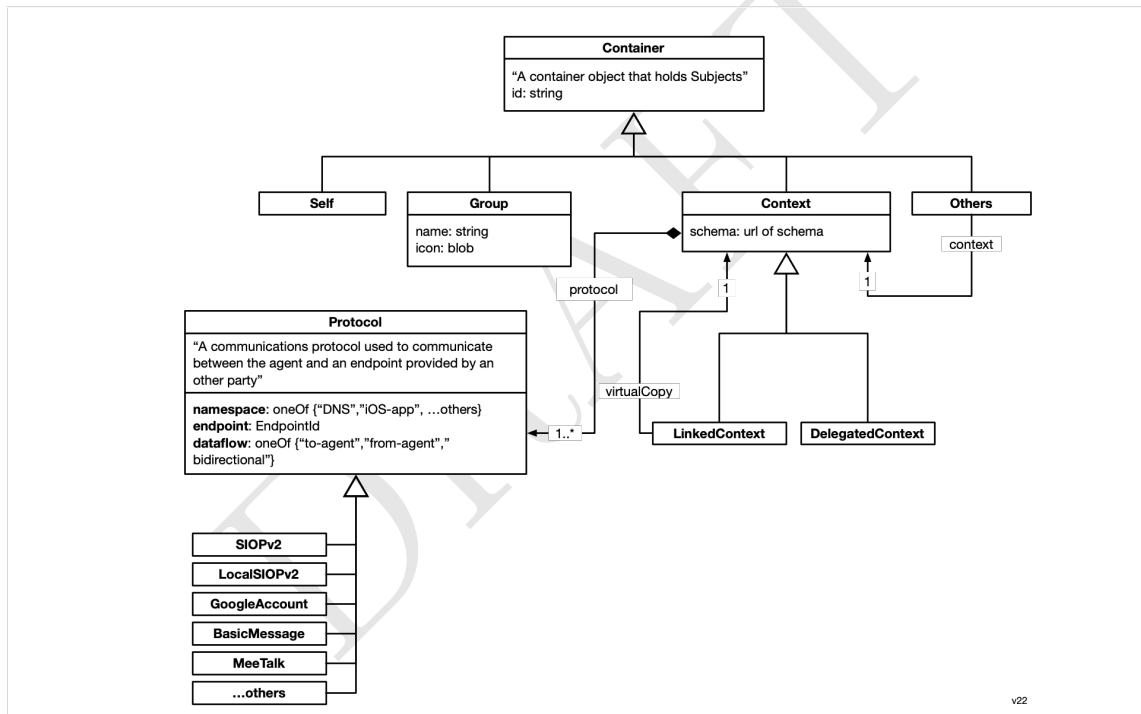 DRAFT
Container
“A container object that holds Subjects”
id: string
Self
Group
name: string
icon: blob
Context
schema: url of schema
Others
context
1
1
protocol
Protocol
“A communications protocol used to communicate
between the agent and an endpoint provided by an
other party”
namespace: oneOf {“DNS”,”iOS-app”, ...others}
endpoint: EndpointId
dataflow: oneOf {“to-agent”,”from-agent”,”
bidirectional”}
virtualCopy
1..*
LinkedContext
DelegatedContext
SIOPv2
LocalSIOPv2
GoogleAccount
BasicMessage
MeeTalk
...others
v22